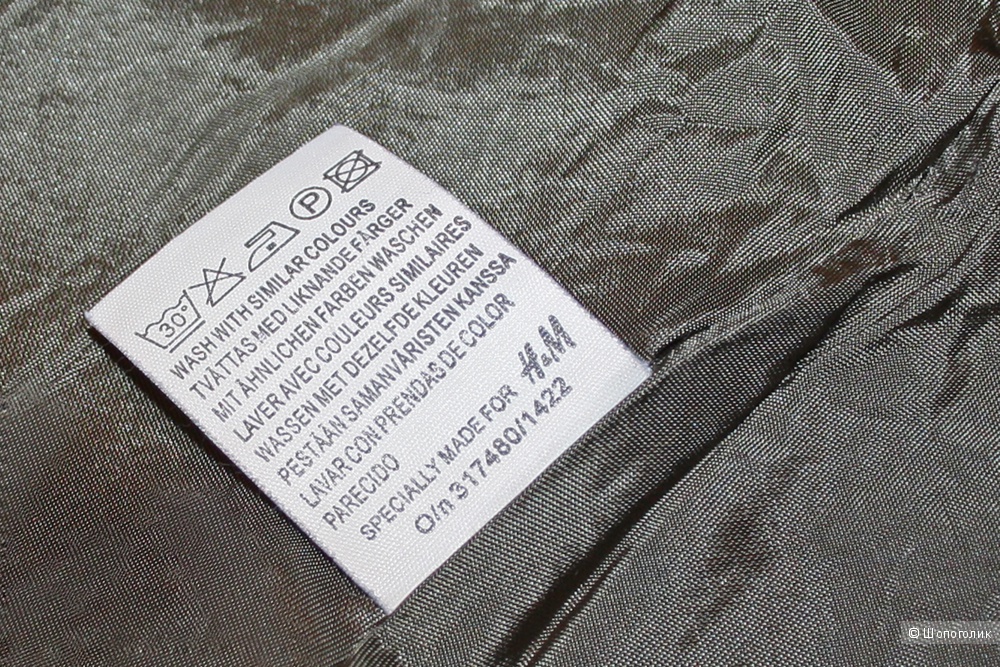 30°
P
WASH WITH SIMILAR COLOURS
TVÄTTAS MED LIKNANDE FÄRGER
MIT ÄHNLICHEN FARBEN WASCHEN
LAVER AVEC COULEURS SIMILAIRES
WASSEN MET DEZELFDE KLEUREN
PESTÄÄN SAMANVÄRISTEN KANSSA
LAVAR CON PRENDAS DE COLOR
PARECIDO
SPECIALLY MADE FOR H&M
O/n 317480/1422
© Шопоголик